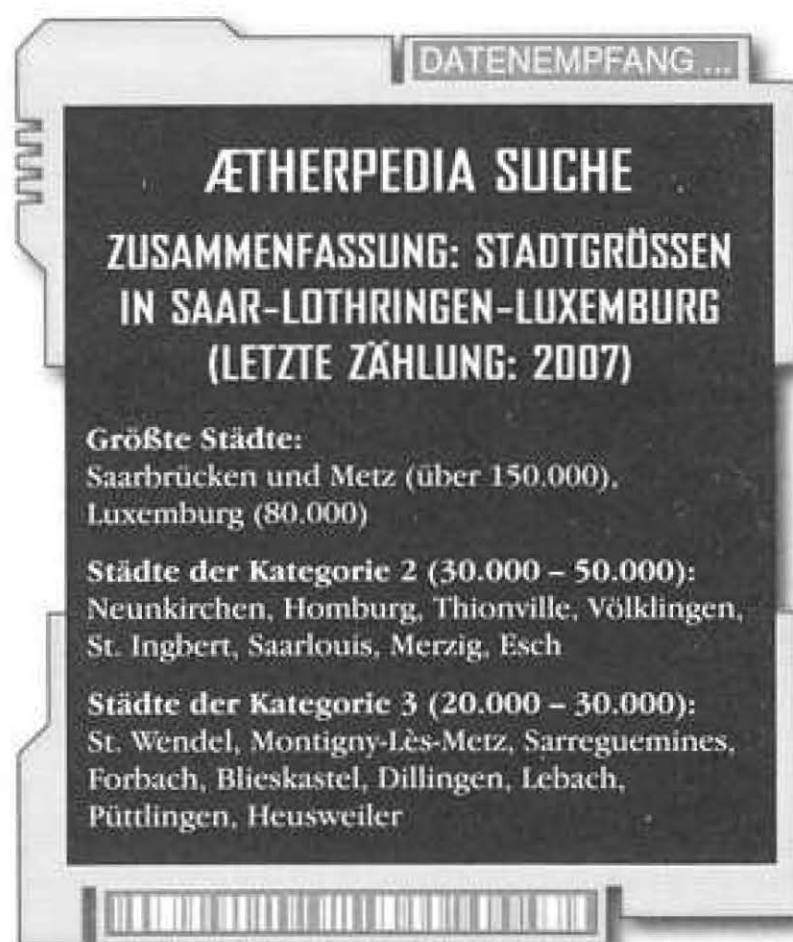 DATENEMPFANG ...
ÆTHERPEDIA SUCHE
ZUSAMMENFASSUNG: STADTGRÖSSEN
IN SAAR-LOTHRINGEN-LUXEMBURG
(LETZTE ZÄHLUNG: 2007)
Größte Städte:
Saarbrücken und Metz (über 150.000),
Luxemburg (80.000)
Städte der Kategorie 2 (30.000 – 50.000):
Neunkirchen, Homburg, Thionville, Völklingen,
St. Ingbert, Saarlouis, Merzig, Esch
Städte der Kategorie 3 (20.000 – 30.000):
St. Wendel, Montigny-Lès-Metz, Sarreguemines,
Forbach, Blieskastel, Dillingen, Lebach,
Püttlingen, Heusweiler